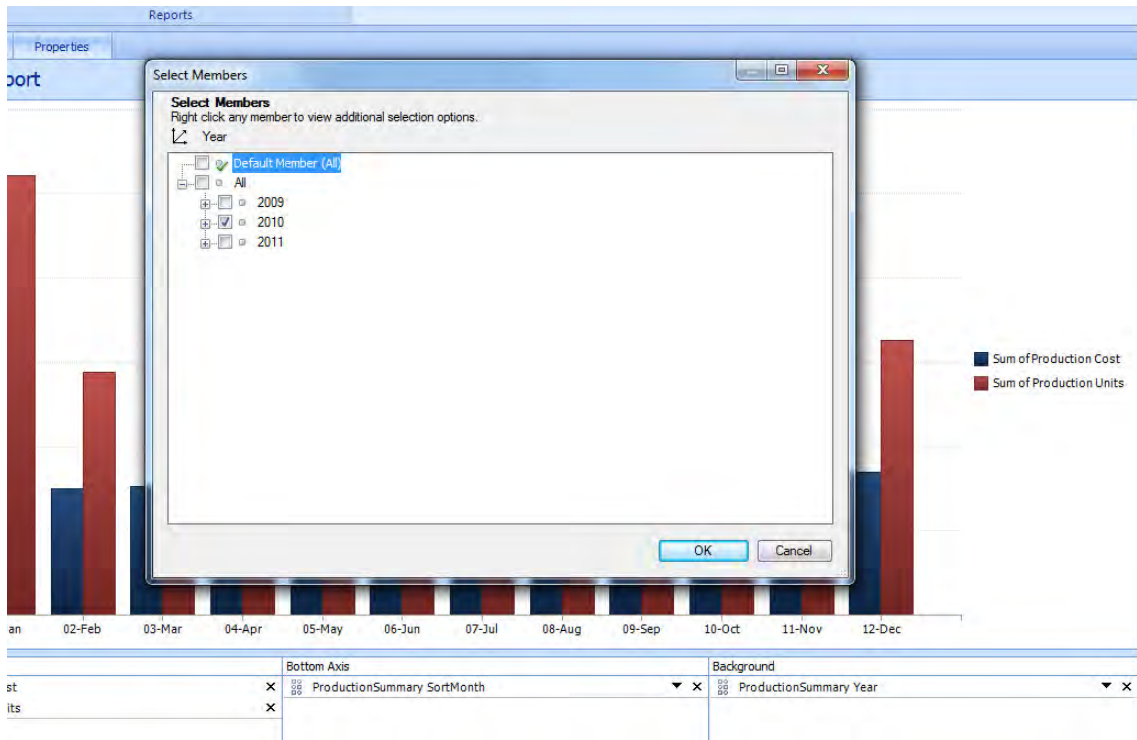 Reports
Properties
port
Select Members
Select Members
Right click any member to view additional selection options.
Year
Default Member (All)
All
2009
2010
2011
Sum of Production Cost
Sum of Production Units
OK Cancel
an 02-Feb 03-Mar 04-Apr 05-May 06-Jun 07-Jul 08-Aug 09-Sep 10-Oct 11-Nov 12-Dec
Bottom Axis Background
st ProductionSummary SortMonth ProductionSummary Year
its